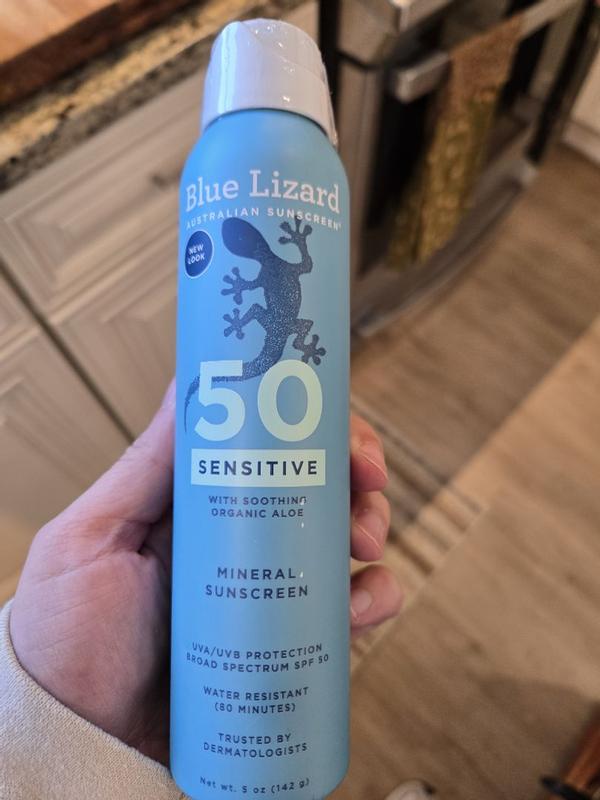 Blue Lizard
AUSTRALIAN SUNSCREEN®
NEW
LOOK
50
SENSITIVE
WITH SOOTHING
ORGANIC ALOE
MINERAL
SUNSCREEN
UVA/UVB PROTECTION
BROAD SPECTRUM SPF 50
WATER RESISTANT
(80 MINUTES)
TRUSTED BY
DERMATOLOGISTS
Net wt. 5 oz (142 g)